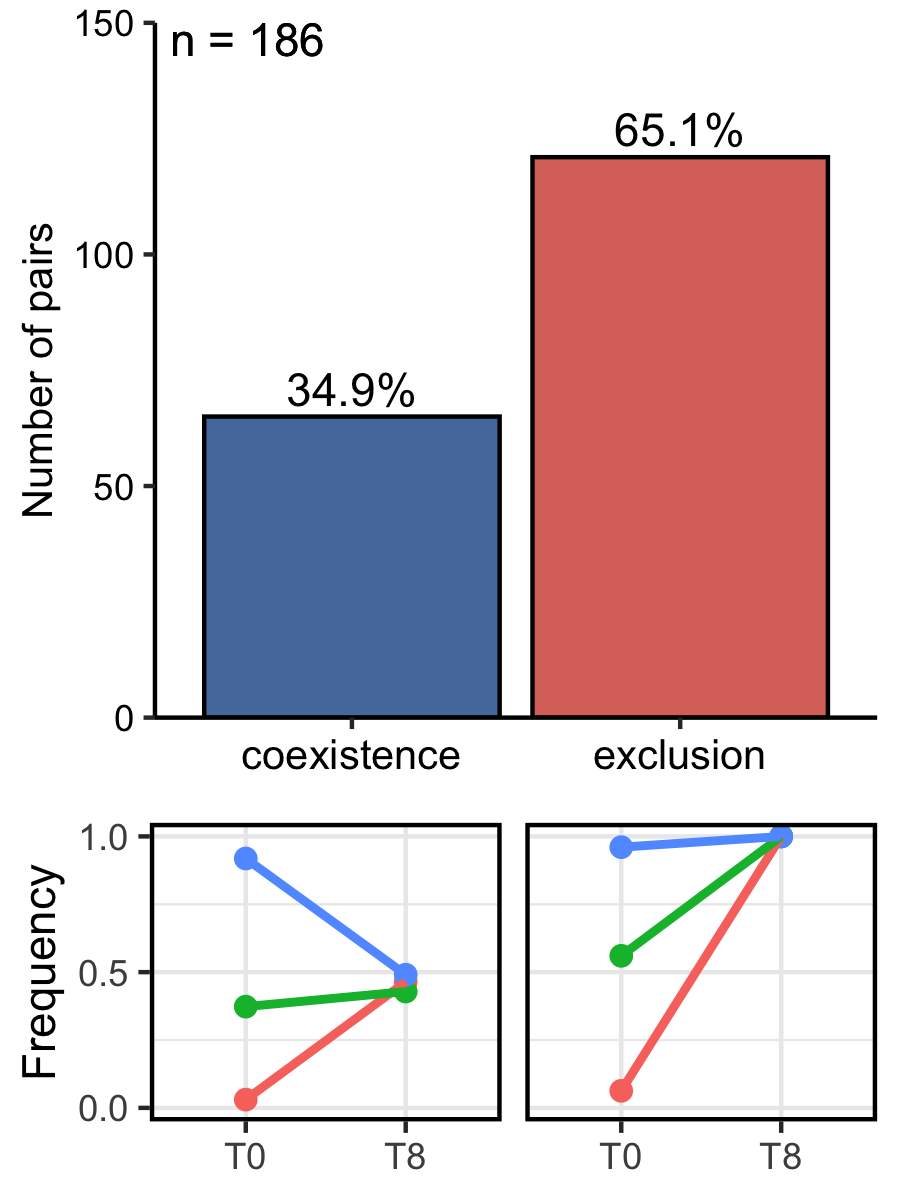 150
n = 186
65.1%
100
34.9%
50
0
Number of pairs
coexistence
exclusion
1.0
0.5
0.0
Frequency
T0 T8
T0 T8